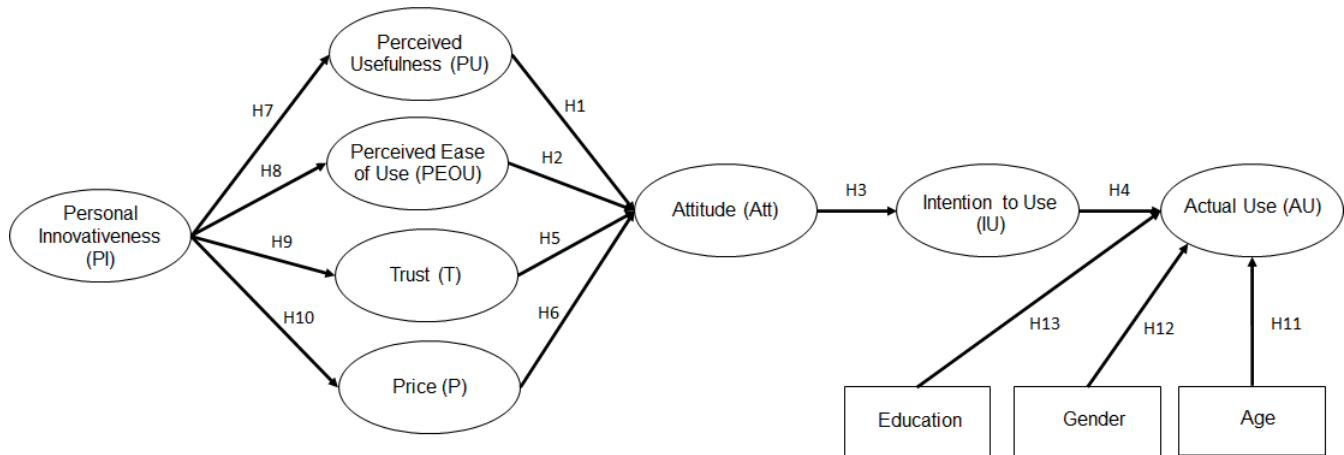 Perceived
Usefulness (PU)
H7
H1
Perceived Ease
of Use (PEOU)
H8
H2
Personal
Innovativeness
(PI)
Attitude (Att)
H3
Intention to Use
(IU)
H4
Actual Use (AU)
H9
Trust (T)
H5
H10
H6
Price (P)
H13
H12
H11
Education
Gender
Age